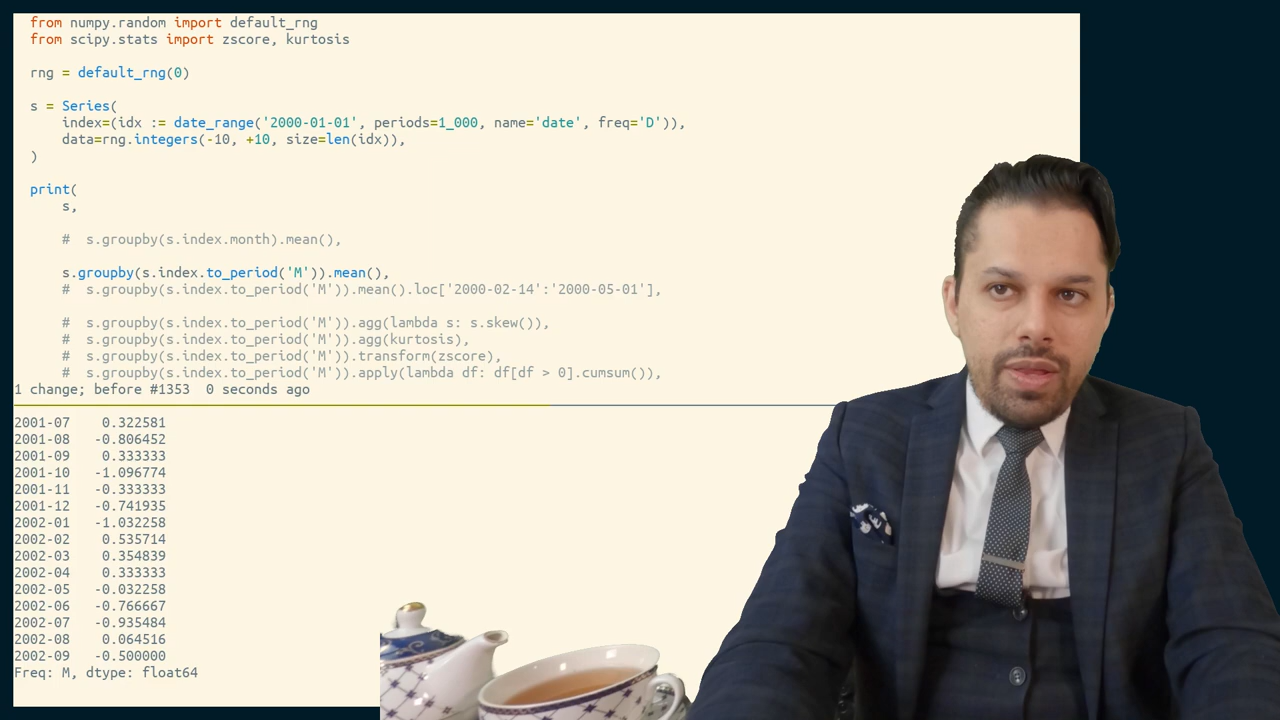 from numpy.random import default_rng
from scipy.stats import zscore, kurtosis
rng = default_rng(0)
s = Series(
index=(idx := date_range('2000-01-01', periods=1_000, name='date', freq='D')),
data=rng.integers(-10, +10, size=len(idx)),
)
print(
s,
# s.groupby(s.index.month).mean(),
s.groupby(s.index.to_period('M')).mean(),
# s.groupby(s.index.to_period('M')).mean().loc['2000-02-14':'2000-05-01'],
# s.groupby(s.index.to_period('M')).agg(lambda s: s.skew()),
# s.groupby(s.index.to_period('M')).agg(kurtosis),
# s.groupby(s.index.to_period('M')).transform(zscore),
# s.groupby(s.index.to_period('M')).apply(lambda df: df[df > 0].cumsum()),
1 change; before #1353 0 seconds ago
2001-07 0.322581
2001-08 -0.806452
2001-09 0.333333
2001-10 -1.096774
2001-11 -0.333333
2001-12 -0.741935
2002-01 -1.032258
2002-02 0.535714
2002-03 0.354839
2002-04 0.333333
2002-05 -0.032258
2002-06 -0.766667
2002-07 -0.935484
2002-08 0.064516
2002-09 -0.500000
Freq: M, dtype: float64